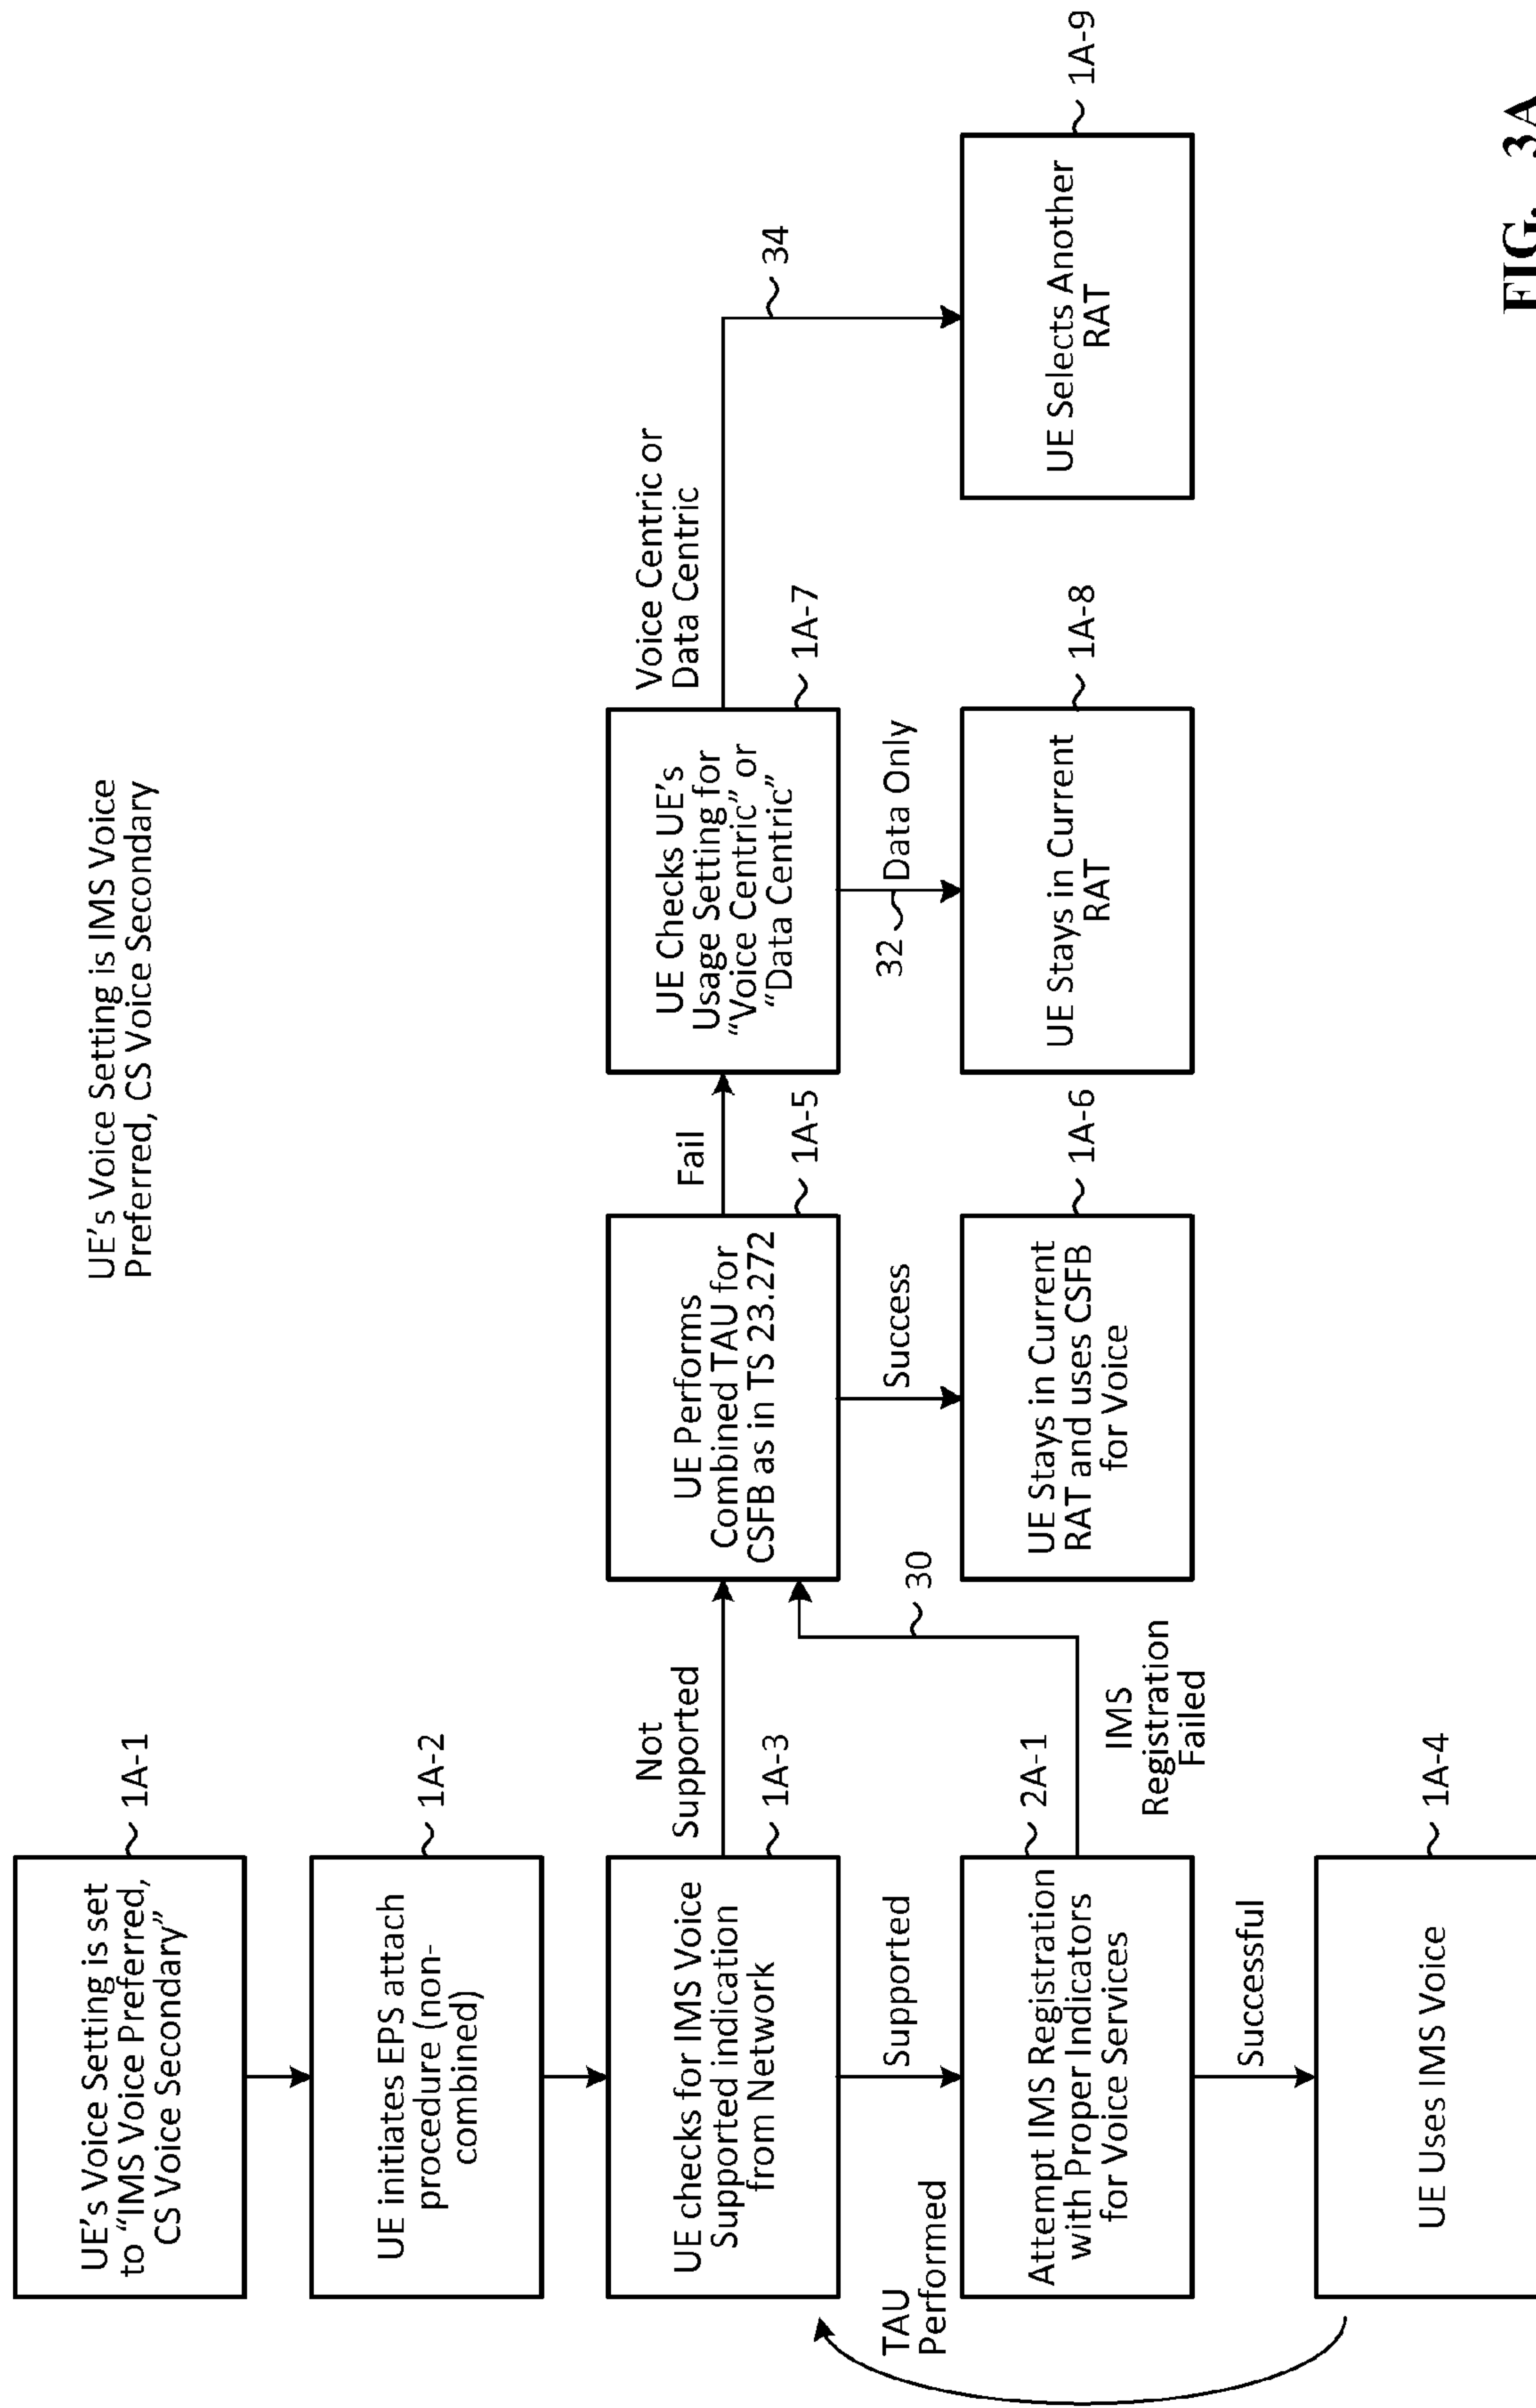 UE's Voice Setting is IMS Voice
Preferred, CS Voice Secondary
UE's Voice Setting is set
to “IMS Voice Preferred,
CS Voice Secondary”
1A-1
UE initiates EPS attach
procedure (non-
combined)
1A-2
UE checks for IMS Voice
Supported indication
from Network
1A-3
Not
Supported
UE Performs
Combined TAU for
CSFB as in TS 23.272
1A-5
Fail
UE Checks UE's
Usage Setting for
“Voice Centric” or
“Data Centric”
1A-7
Voice Centric or
Data Centric
34
TAU
Performed
Supported
30
Success
32
Data Only
Attempt IMS Registration
with Proper Indicators
for Voice Services
2A-1
IMS
Registration
Failed
UE Stays in Current
RAT and uses CSFB
for Voice
1A-6
UE Stays in Current
RAT
1A-8
UE Selects Another
RAT
1A-9
Successful
UE Uses IMS Voice
1A-4
FIG. 3A